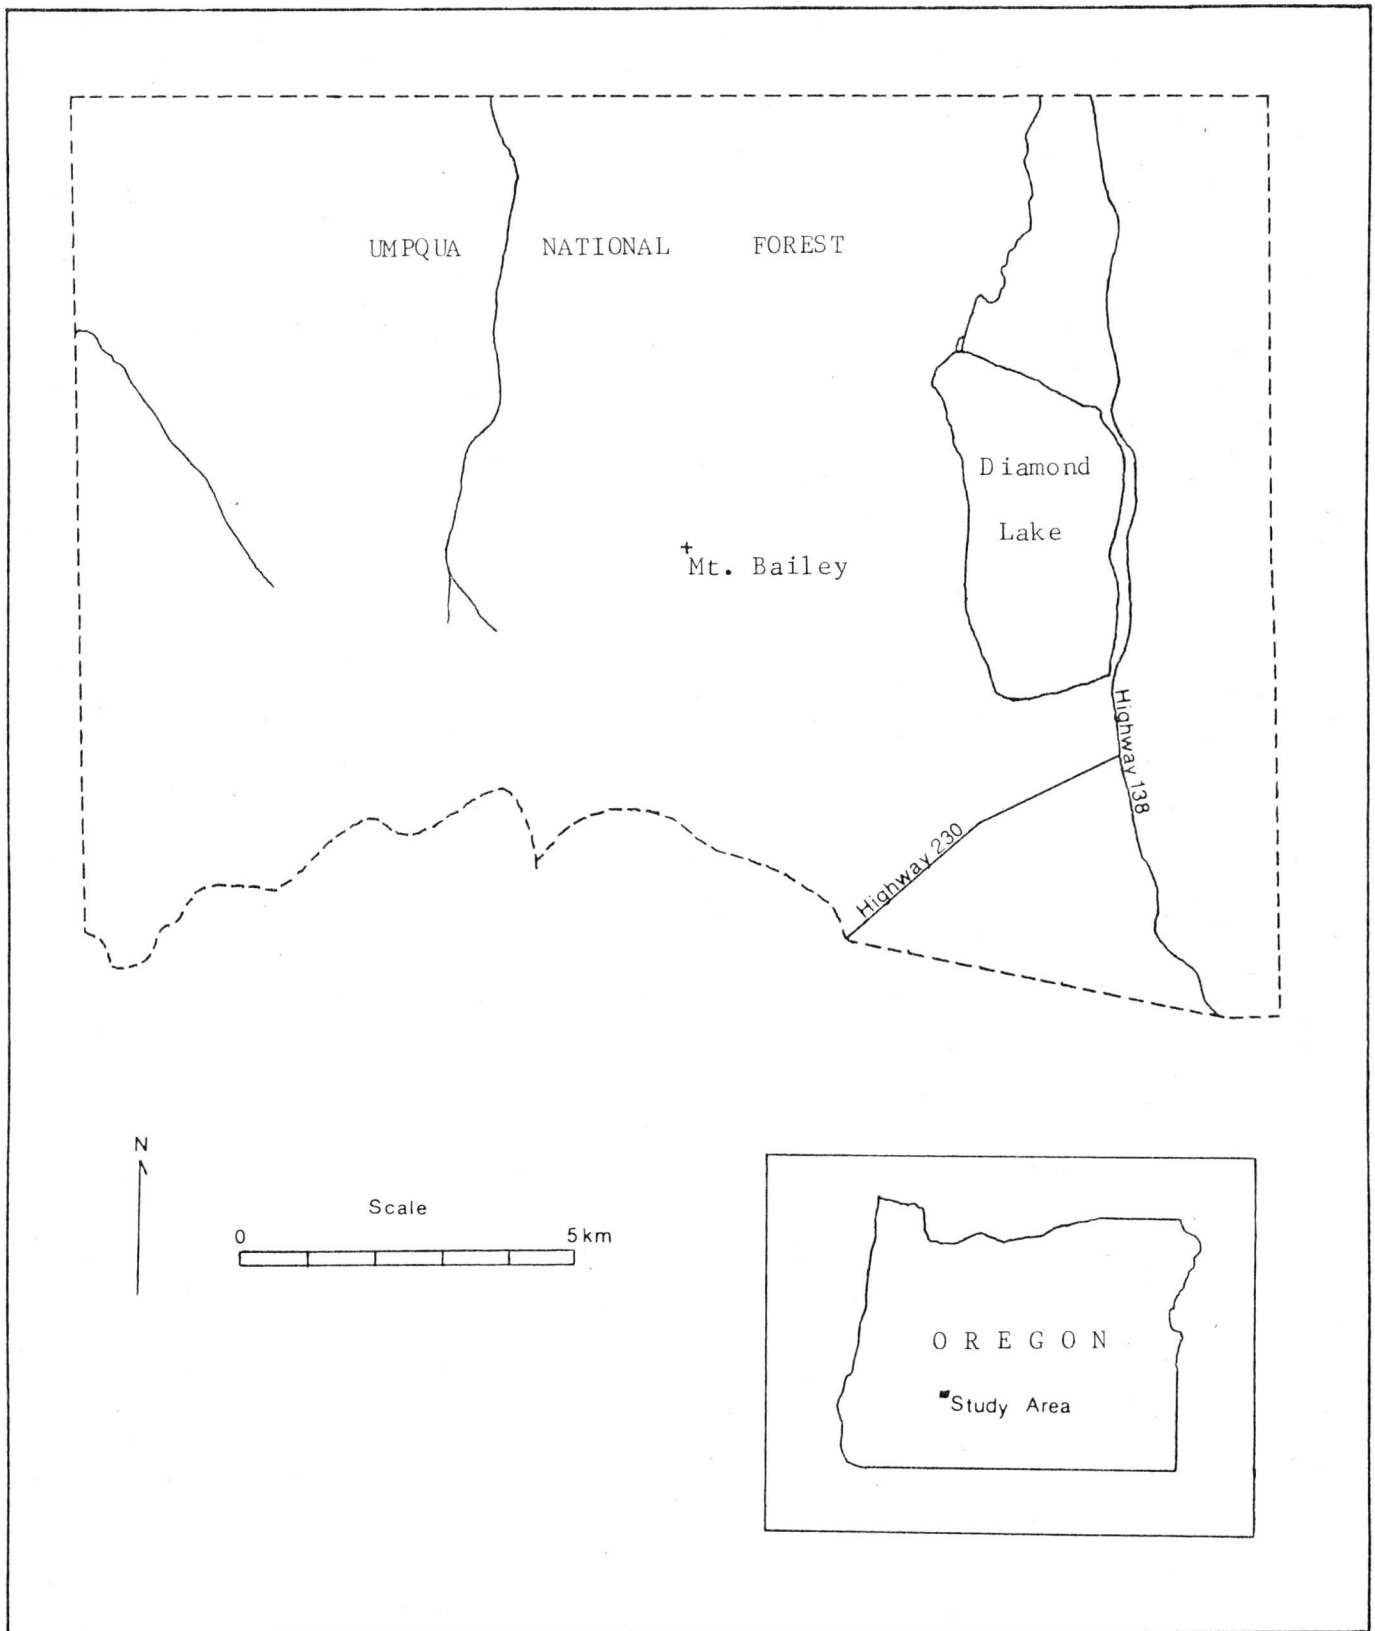 UMPQUA NATIONAL FOREST
Diamond
Lake
+Mt. Bailey
Highway 138
Highway 230
N
Scale
0 5 km
OREGON
Study Area